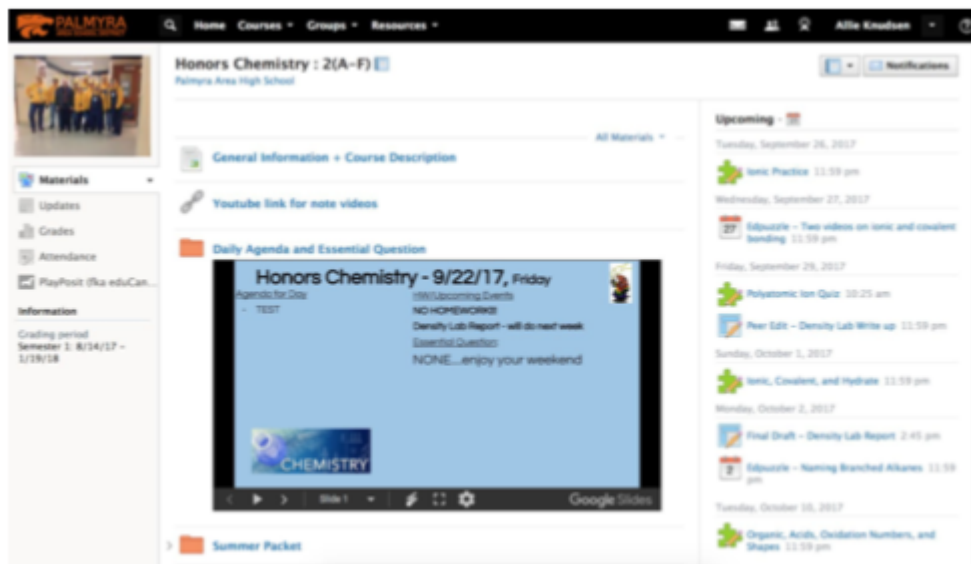 PALMYRA
AREA SCHOOL DISTRICT
Home Courses Groups Resources
Allie Knudsen
Honors Chemistry : 2(A-F)
Palmyra Area High School
Notifications
Materials
Updates
Grades
Attendance
PlayPosit (fka eduCan...
Information
Grading period
Semester 1: 8/14/17 –
1/19/18
All Materials
General Information + Course Description
Youtube link for note videos
Daily Agenda and Essential Question
Honors Chemistry - 9/22/17, Friday
Agenda for Day
- TEST
HW/Upcoming Events
NO HOMEWORK!!!
Density Lab Report - will do next week
Essential Question:
NONE...enjoy your weekend
CHEMISTRY
Slide 1
Google Slides
Summer Packet
Upcoming
Tuesday, September 26, 2017
Ionic Practice 11:59 pm
Wednesday, September 27, 2017
27
Edpuzzle – Two videos on ionic and covalent
bonding 11:59 pm
Friday, September 29, 2017
Polyatomic Ion Quiz 10:25 am
Peer Edit – Density Lab Write up 11:59 pm
Sunday, October 1, 2017
Ionic, Covalent, and Hydrate 11:59 pm
Monday, October 2, 2017
Final Draft – Density Lab Report 2:45 pm
2
Edpuzzle – Naming Branched Alkanes 11:59
pm
Tuesday, October 10, 2017
Organic, Acids, Oxidation Numbers, and
Shapes 11:59 pm